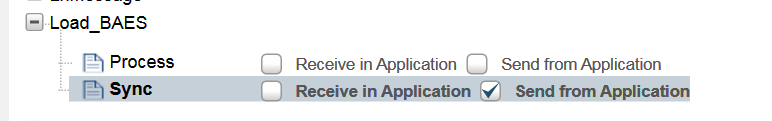 Load_BAES
Process Receive in Application Send from Application
Sync Receive in Application Send from Application